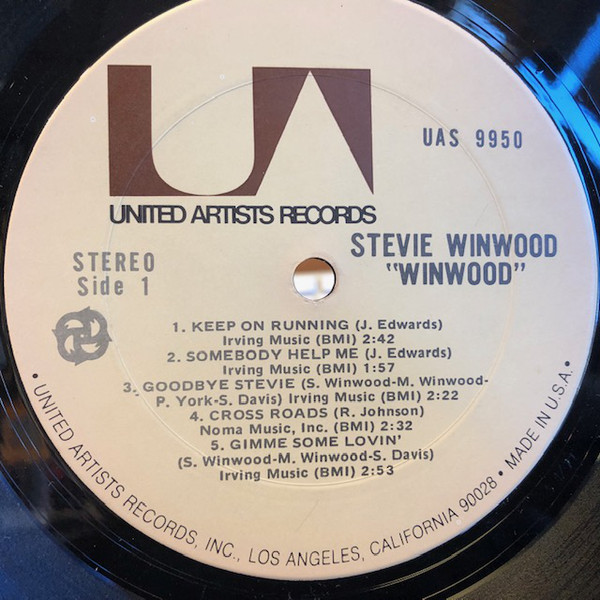 UA
UNITED ARTISTS RECORDS
UAS 9950
STEVIE WINWOOD
"WINWOOD"
STEREO
Side 1
1. KEEP ON RUNNING (J. Edwards)
Irving Music (BMI) 2:42
2. SOMEBODY HELP ME (J. Edwards)
Irving Music (BMI) 1:57
3. GOODBYE STEVIE (S. Winwood-M. Winwood-
P. York-S. Davis) Irving Music (BMI) 2:22
4. CROSS ROADS (R. Johnson)
Noma Music, Inc. (BMI) 2:32
5. GIMME SOME LOVIN'
(S. Winwood-M. Winwood-S. Davis)
Irving Music (BMI) 2:53
• UNITED ARTISTS RECORDS, INC., LOS ANGELES, CALIFORNIA 90028 • MADE IN U.S.A. •